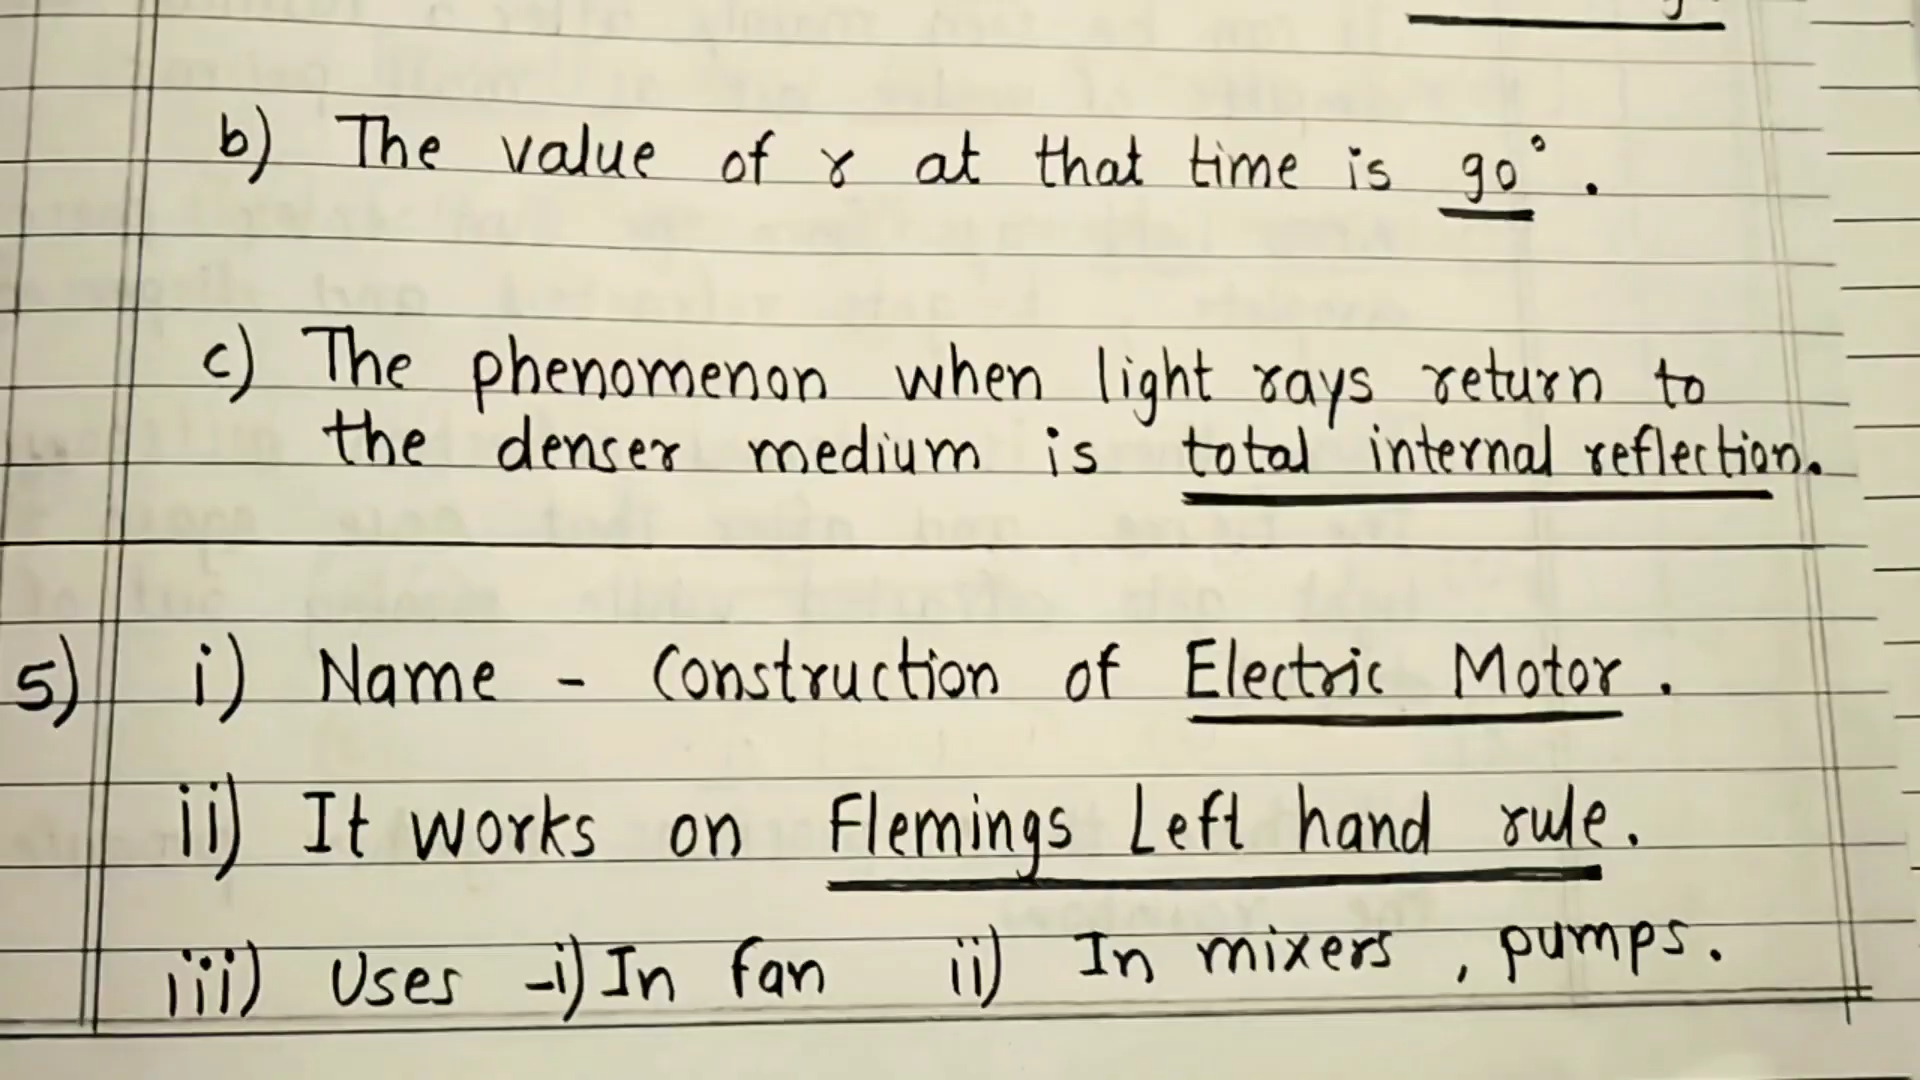 b) The value of r at that time is 90°.
c) The phenomenon when light rays return to
the denser medium is total internal reflection.
5) i) Name - Construction of Electric Motor.
ii) It works on Flemings Left hand rule.
iii) Uses - i) In fan ii) In mixers, pumps.